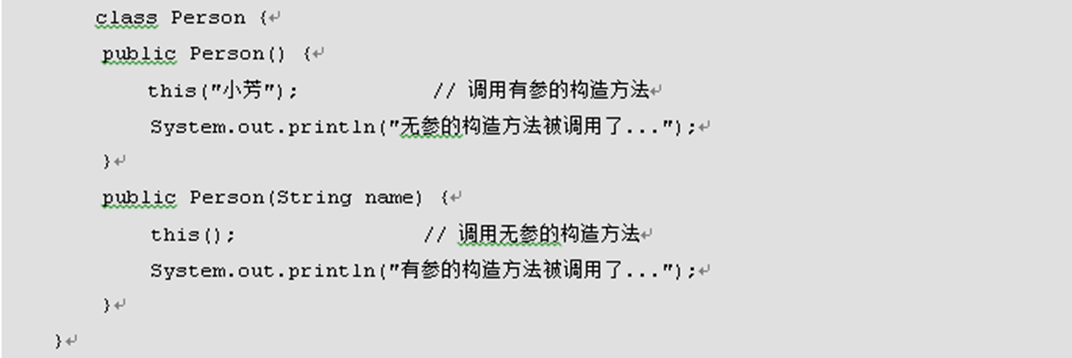 class Person {↵
public Person() {↵
this("小芳"); // 调用有参的构造方法↵
System.out.println("无参的构造方法被调用了...");↵
}↵
public Person(String name) {↵
this(); // 调用无参的构造方法↵
System.out.println("有参的构造方法被调用了...");↵
}↵
}↵